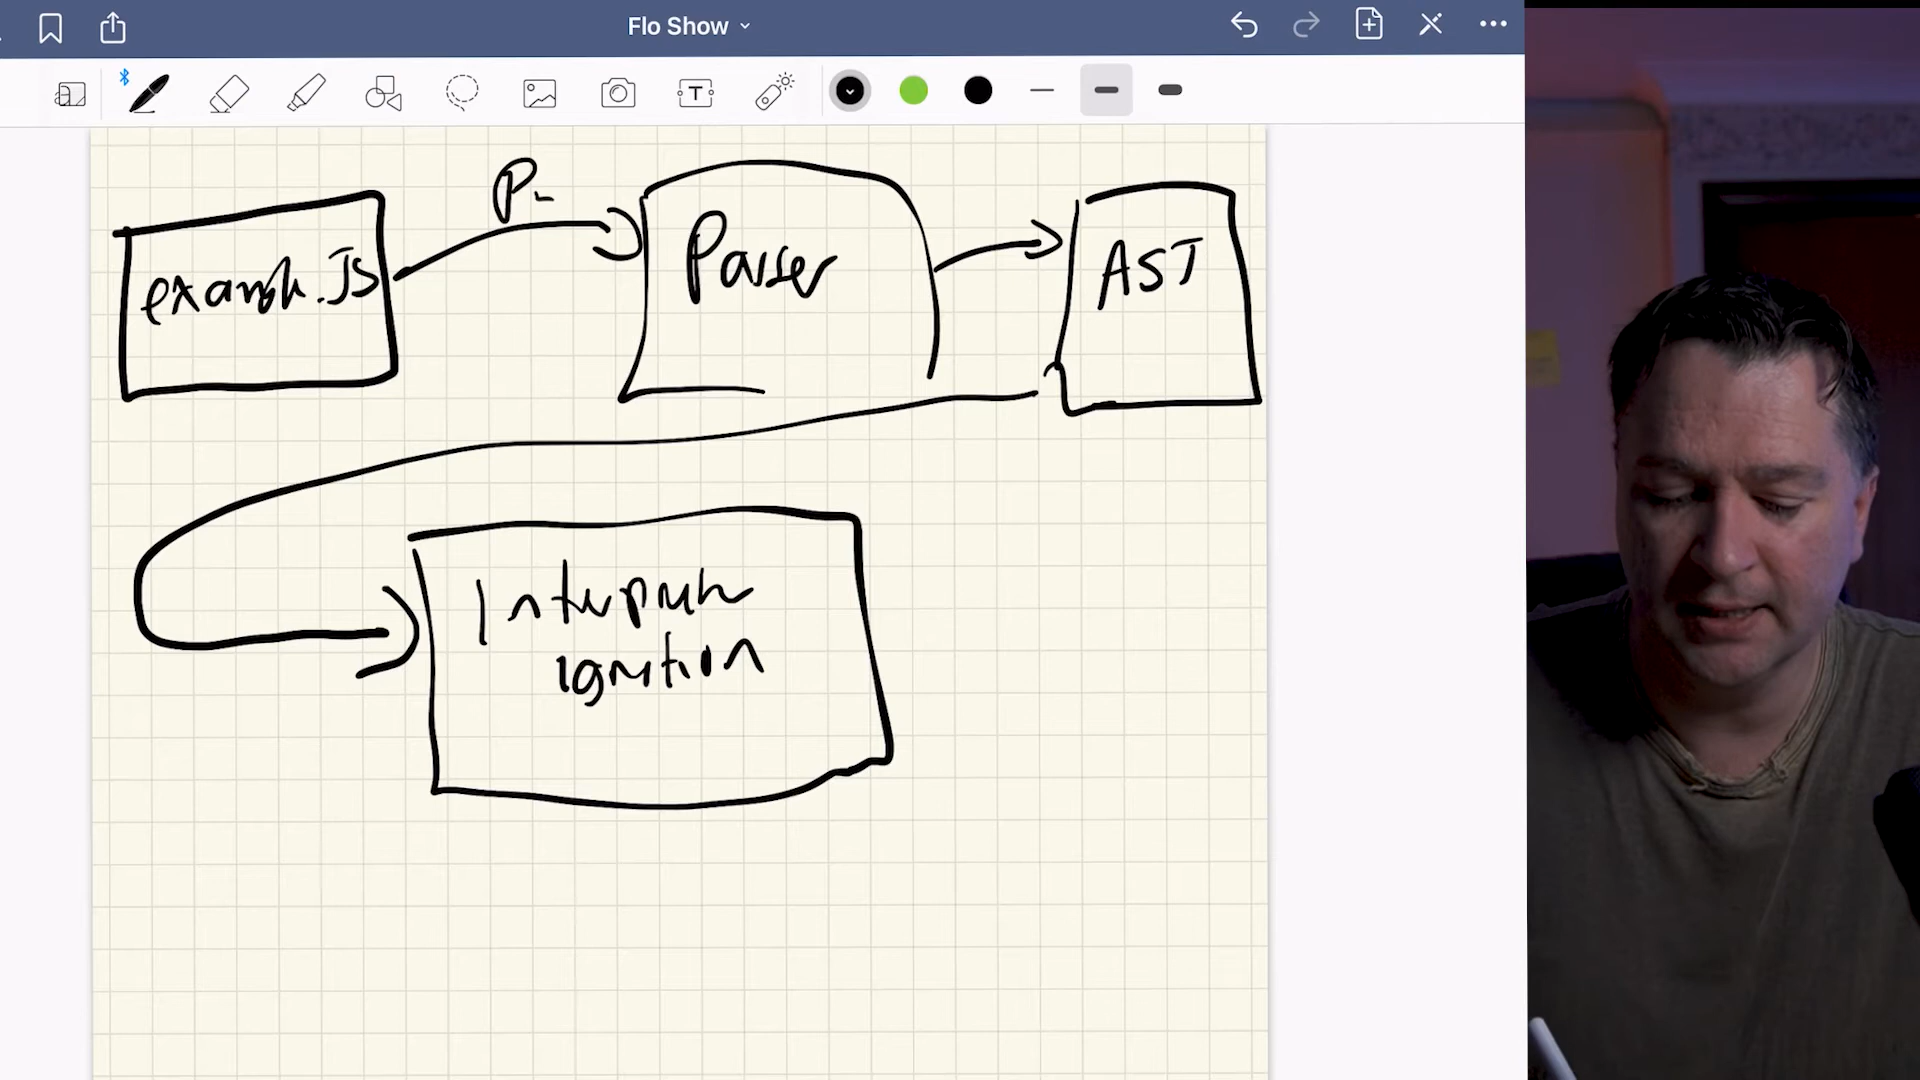 Flo Show
T
P
example.JS
Parser
AST
Interpreter
ignition